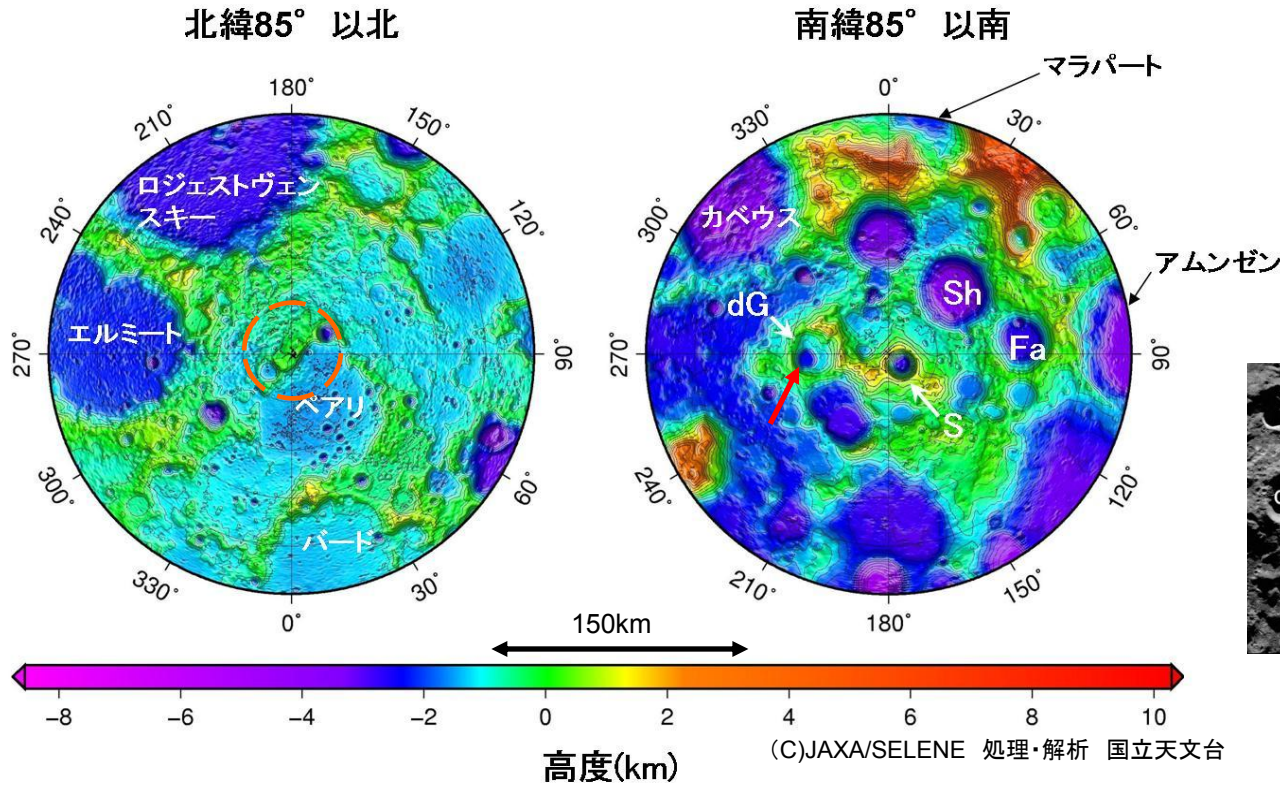 北緯85° 以北
南緯85° 以南
マラパート
180°
210°
150°
0°
330°
30°
ロジェストヴェン
スキー
240°
120°
カベウス
300°
60°
アムンゼン
Sh
dG
エルミート
270°
90°
270°
Fa
90°
ペアリ
S
300°
60°
240°
120°
バード
330°
30°
210°
150°
0°
180°
150km
-8
-6
-4
-2
0
2
4
6
8
10
高度(km)
(C)JAXA/SELENE 処理・解析 国立天文台